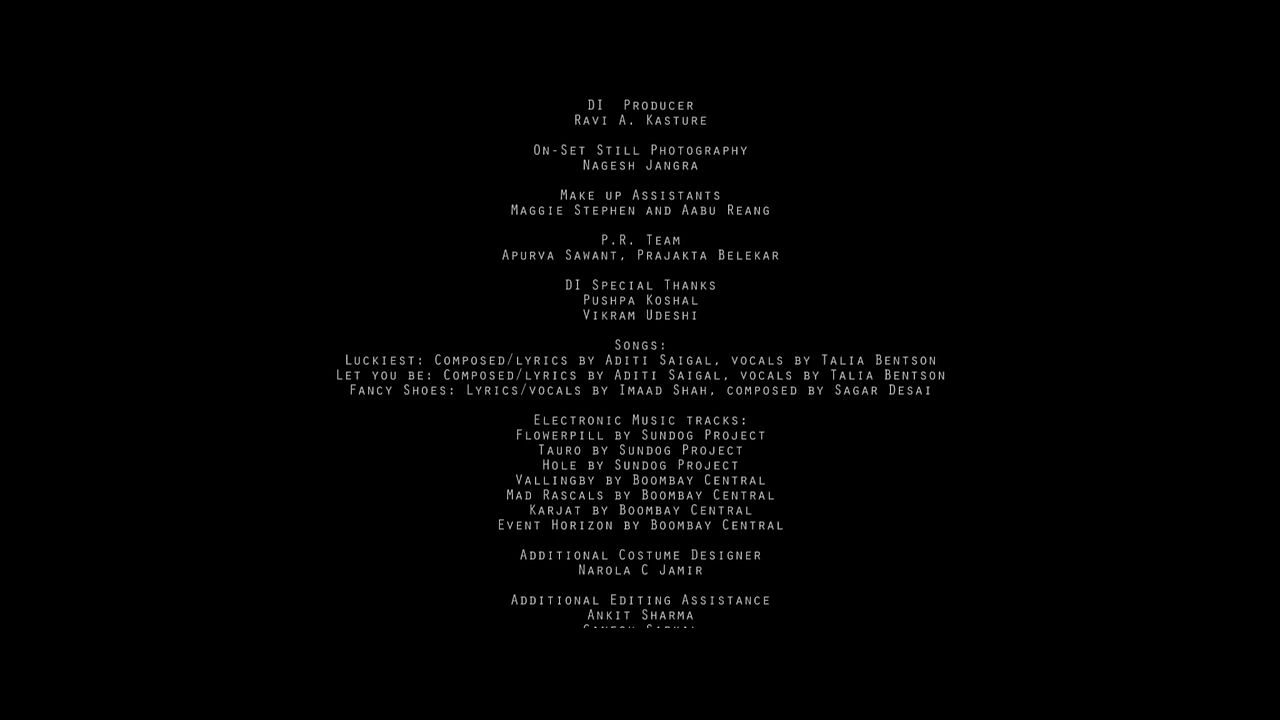 DI Producer
Ravi A. Kasture
On-Set Still Photography
Nagesh Jangra
Make up Assistants
Maggie Stephen and Aabu Reang
P.R. Team
Apurva Sawant, Prajakta Belekar
DI Special Thanks
Pushpa Koshal
Vikram Udeshi
Songs:
Luckiest: Composed/lyrics by Aditi Saigal, vocals by Talia Bentson
Let you be: Composed/lyrics by Aditi Saigal, vocals by Talia Bentson
Fancy Shoes: Lyrics/vocals by Imaad Shah, composed by Sagar Desai
Electronic Music tracks:
Flowerpill by Sundog Project
Tauro by Sundog Project
Hole by Sundog Project
Vallingby by Boombay Central
Mad Rascals by Boombay Central
Karjat by Boombay Central
Event Horizon by Boombay Central
Additional Costume Designer
Narola C Jamir
Additional Editing Assistance
Ankit Sharma